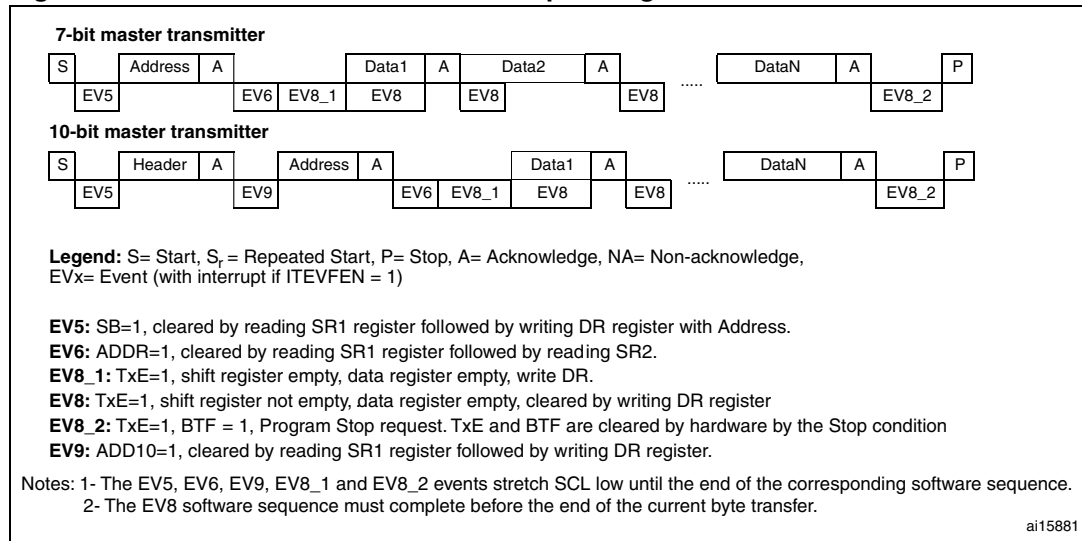 7-bit master transmitter
S Address A Data1 A Data2 A ..... DataN A P
EV5 EV6 EV8_1 EV8 EV8 EV8 EV8_2
10-bit master transmitter
S Header A Address A Data1 A ..... DataN A P
EV5 EV9 EV6 EV8_1 EV8 EV8 EV8_2
Legend: S= Start, Sr = Repeated Start, P= Stop, A= Acknowledge, NA= Non-acknowledge,
EVx= Event (with interrupt if ITEVFEN = 1)
EV5: SB=1, cleared by reading SR1 register followed by writing DR register with Address.
EV6: ADDR=1, cleared by reading SR1 register followed by reading SR2.
EV8_1: TxE=1, shift register empty, data register empty, write DR.
EV8: TxE=1, shift register not empty, data register empty, cleared by writing DR register
EV8_2: TxE=1, BTF = 1, Program Stop request. TxE and BTF are cleared by hardware by the Stop condition
EV9: ADD10=1, cleared by reading SR1 register followed by writing DR register.
Notes: 1- The EV5, EV6, EV9, EV8_1 and EV8_2 events stretch SCL low until the end of the corresponding software sequence.
2- The EV8 software sequence must complete before the end of the current byte transfer.
ai15881